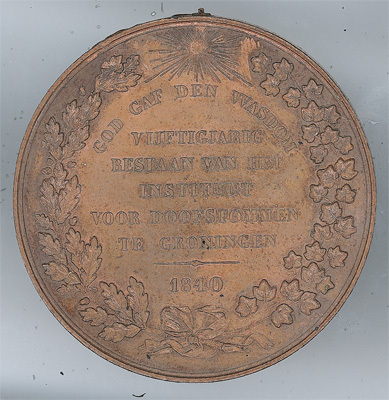 GOD GAF DEN WASDOM
VIJFTIGJARIG
BESTAAN VAN HET
INSTITUUT
VOOR DOOFSTOMMEN
TE GRONINGEN
1840